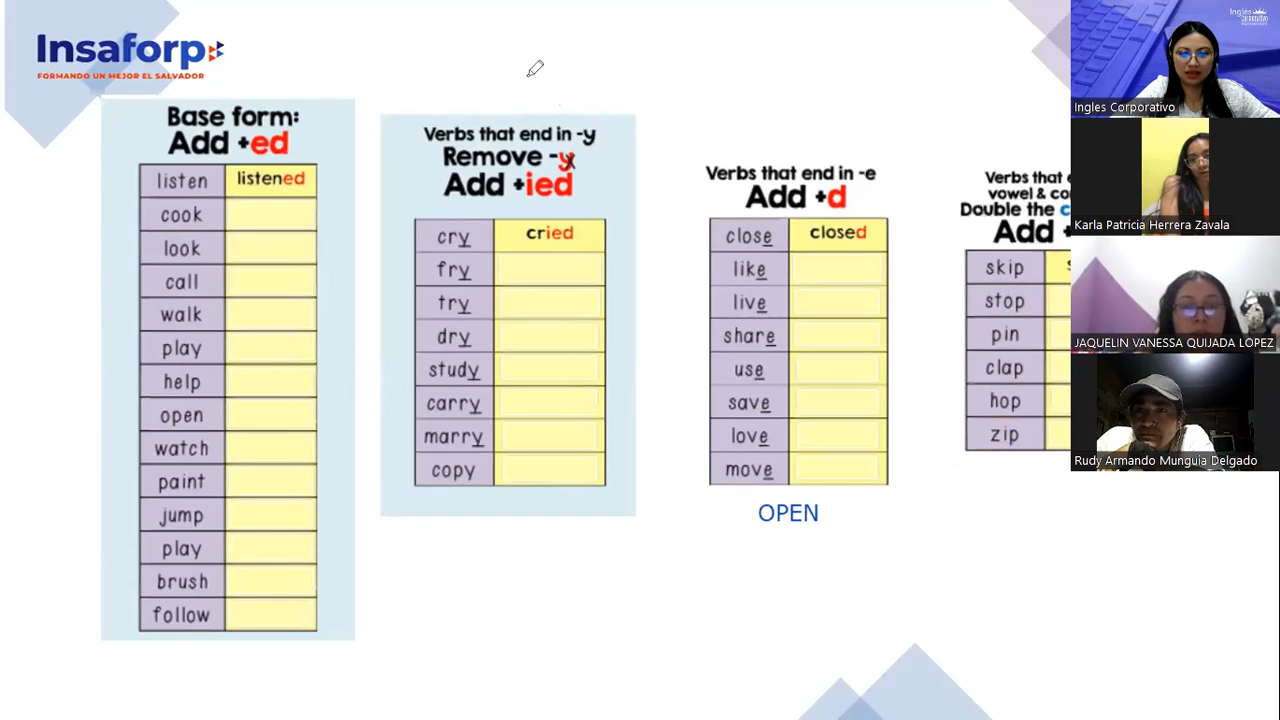 Insaforp
FORMANDO UN MEJOR EL SALVADOR
Base form:
Add +ed
listen listened
cook
look
call
walk
play
help
open
watch
paint
jump
play
brush
follow
Verbs that end in -y
Remove -y
Add +ied
cry cried
fry
try
dry
study
carry
marry
copy
Verbs that end in -e
Add +d
close closed
like
live
share
use
save
love
move
OPEN
Verbs that
vowel &
Double the
Add +
skip
stop
pin
clap
hop
zip
Ingles Corporativo
Karla Patricia Herrera Zavala
JAQUELIN VANESSA QUIJADA LOPEZ
Rudy Armando Munguia Delgado